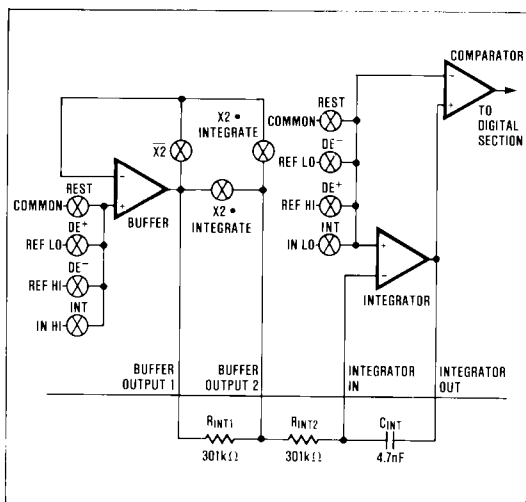 COMPARATOR
TO
DIGITAL
SECTION
X2 •
INTEGRATE
REST
COMMON
DE⁻
REF LO
DE⁺
REF HI
INT
IN LO
INTEGRATOR
X̅2̅
X2 •
INTEGRATE
BUFFER
REST
COMMON
DE⁺
REF LO
DE⁻
REF HI
INT
IN HI
BUFFER
OUTPUT 1
BUFFER
OUTPUT 2
INTEGRATOR
IN
INTEGRATOR
OUT
RINT1
301kΩ
RINT2
301kΩ
CINT
4.7nF